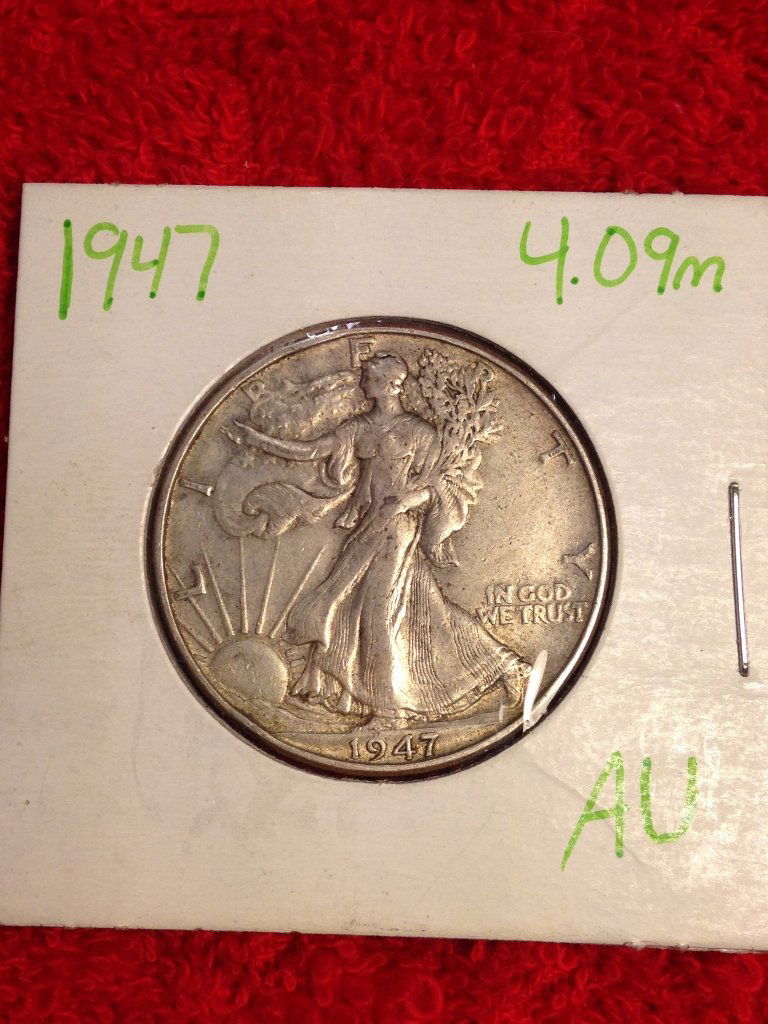 1947 4.09m
LIBERTY
IN GOD
WE TRUST
1947
AU